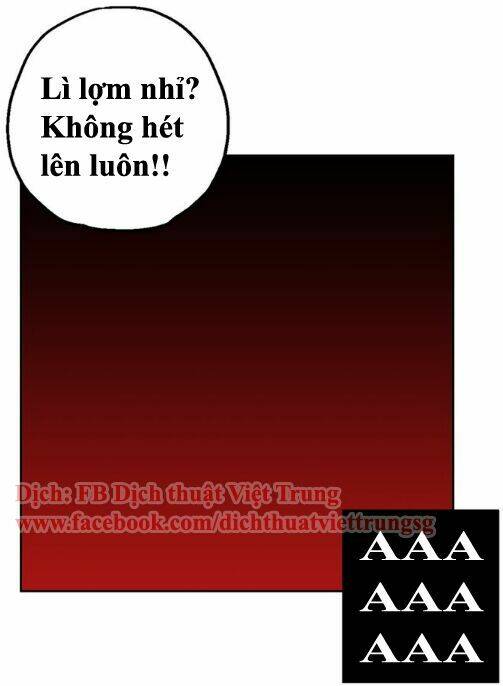 Lì lợm nhỉ?
Không hét
lên luôn!!
Dịch: FB Dịch thuật Việt Trung
www.facebook.com/dichthuatviettrungsg
AAA
AAA
AAA